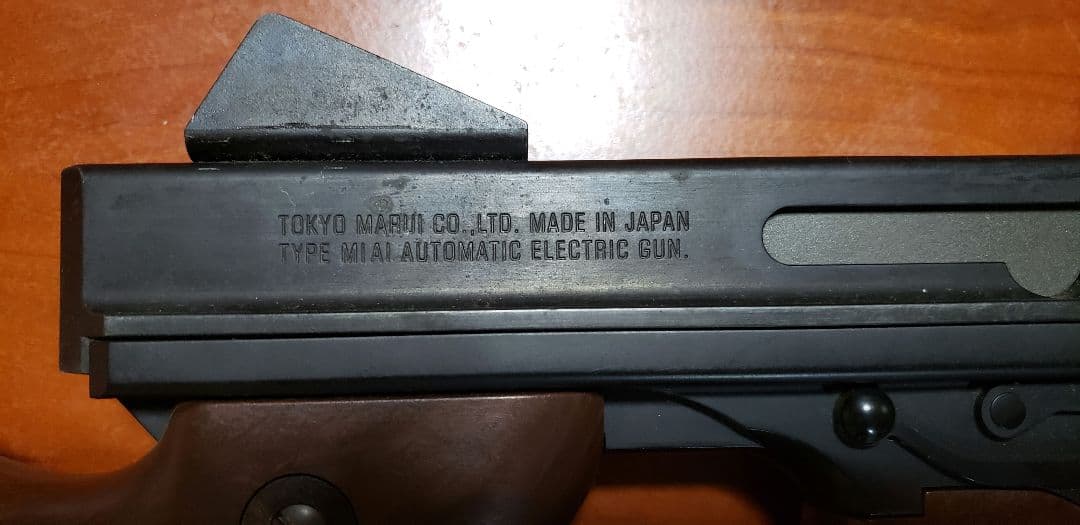 TOKYO MARUI CO.,LTD. MADE IN JAPAN
TYPE M1A1 AUTOMATIC ELECTRIC GUN.